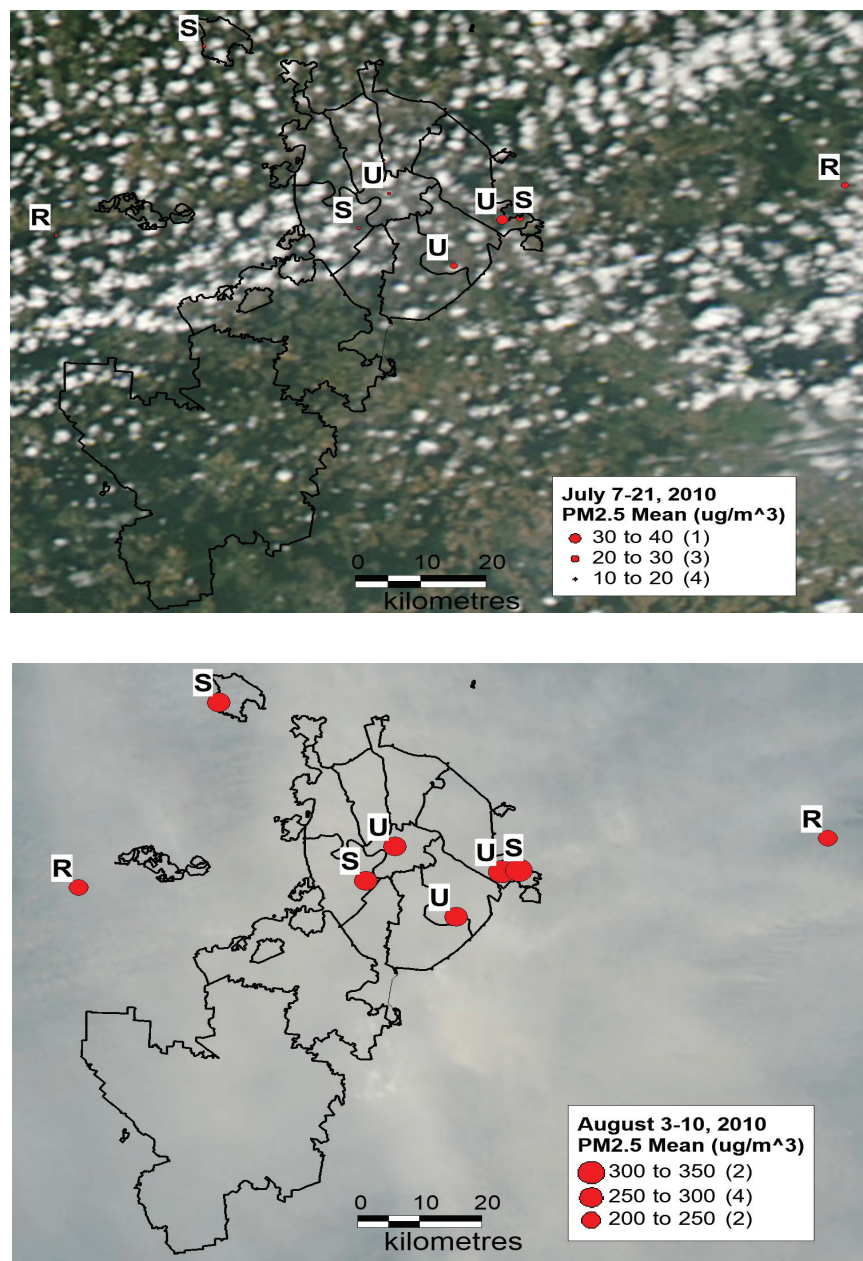 S
R
U
U
S
R
S
U
July 7-21, 2010
PM2.5 Mean (ug/m^3)
30 to 40 (1)
20 to 30 (3)
10 to 20 (4)
0 10 20
kilometres
S
R
U
U
S
S
R
U
August 3-10, 2010
PM2.5 Mean (ug/m^3)
300 to 350 (2)
250 to 300 (4)
200 to 250 (2)
0 10 20
kilometres